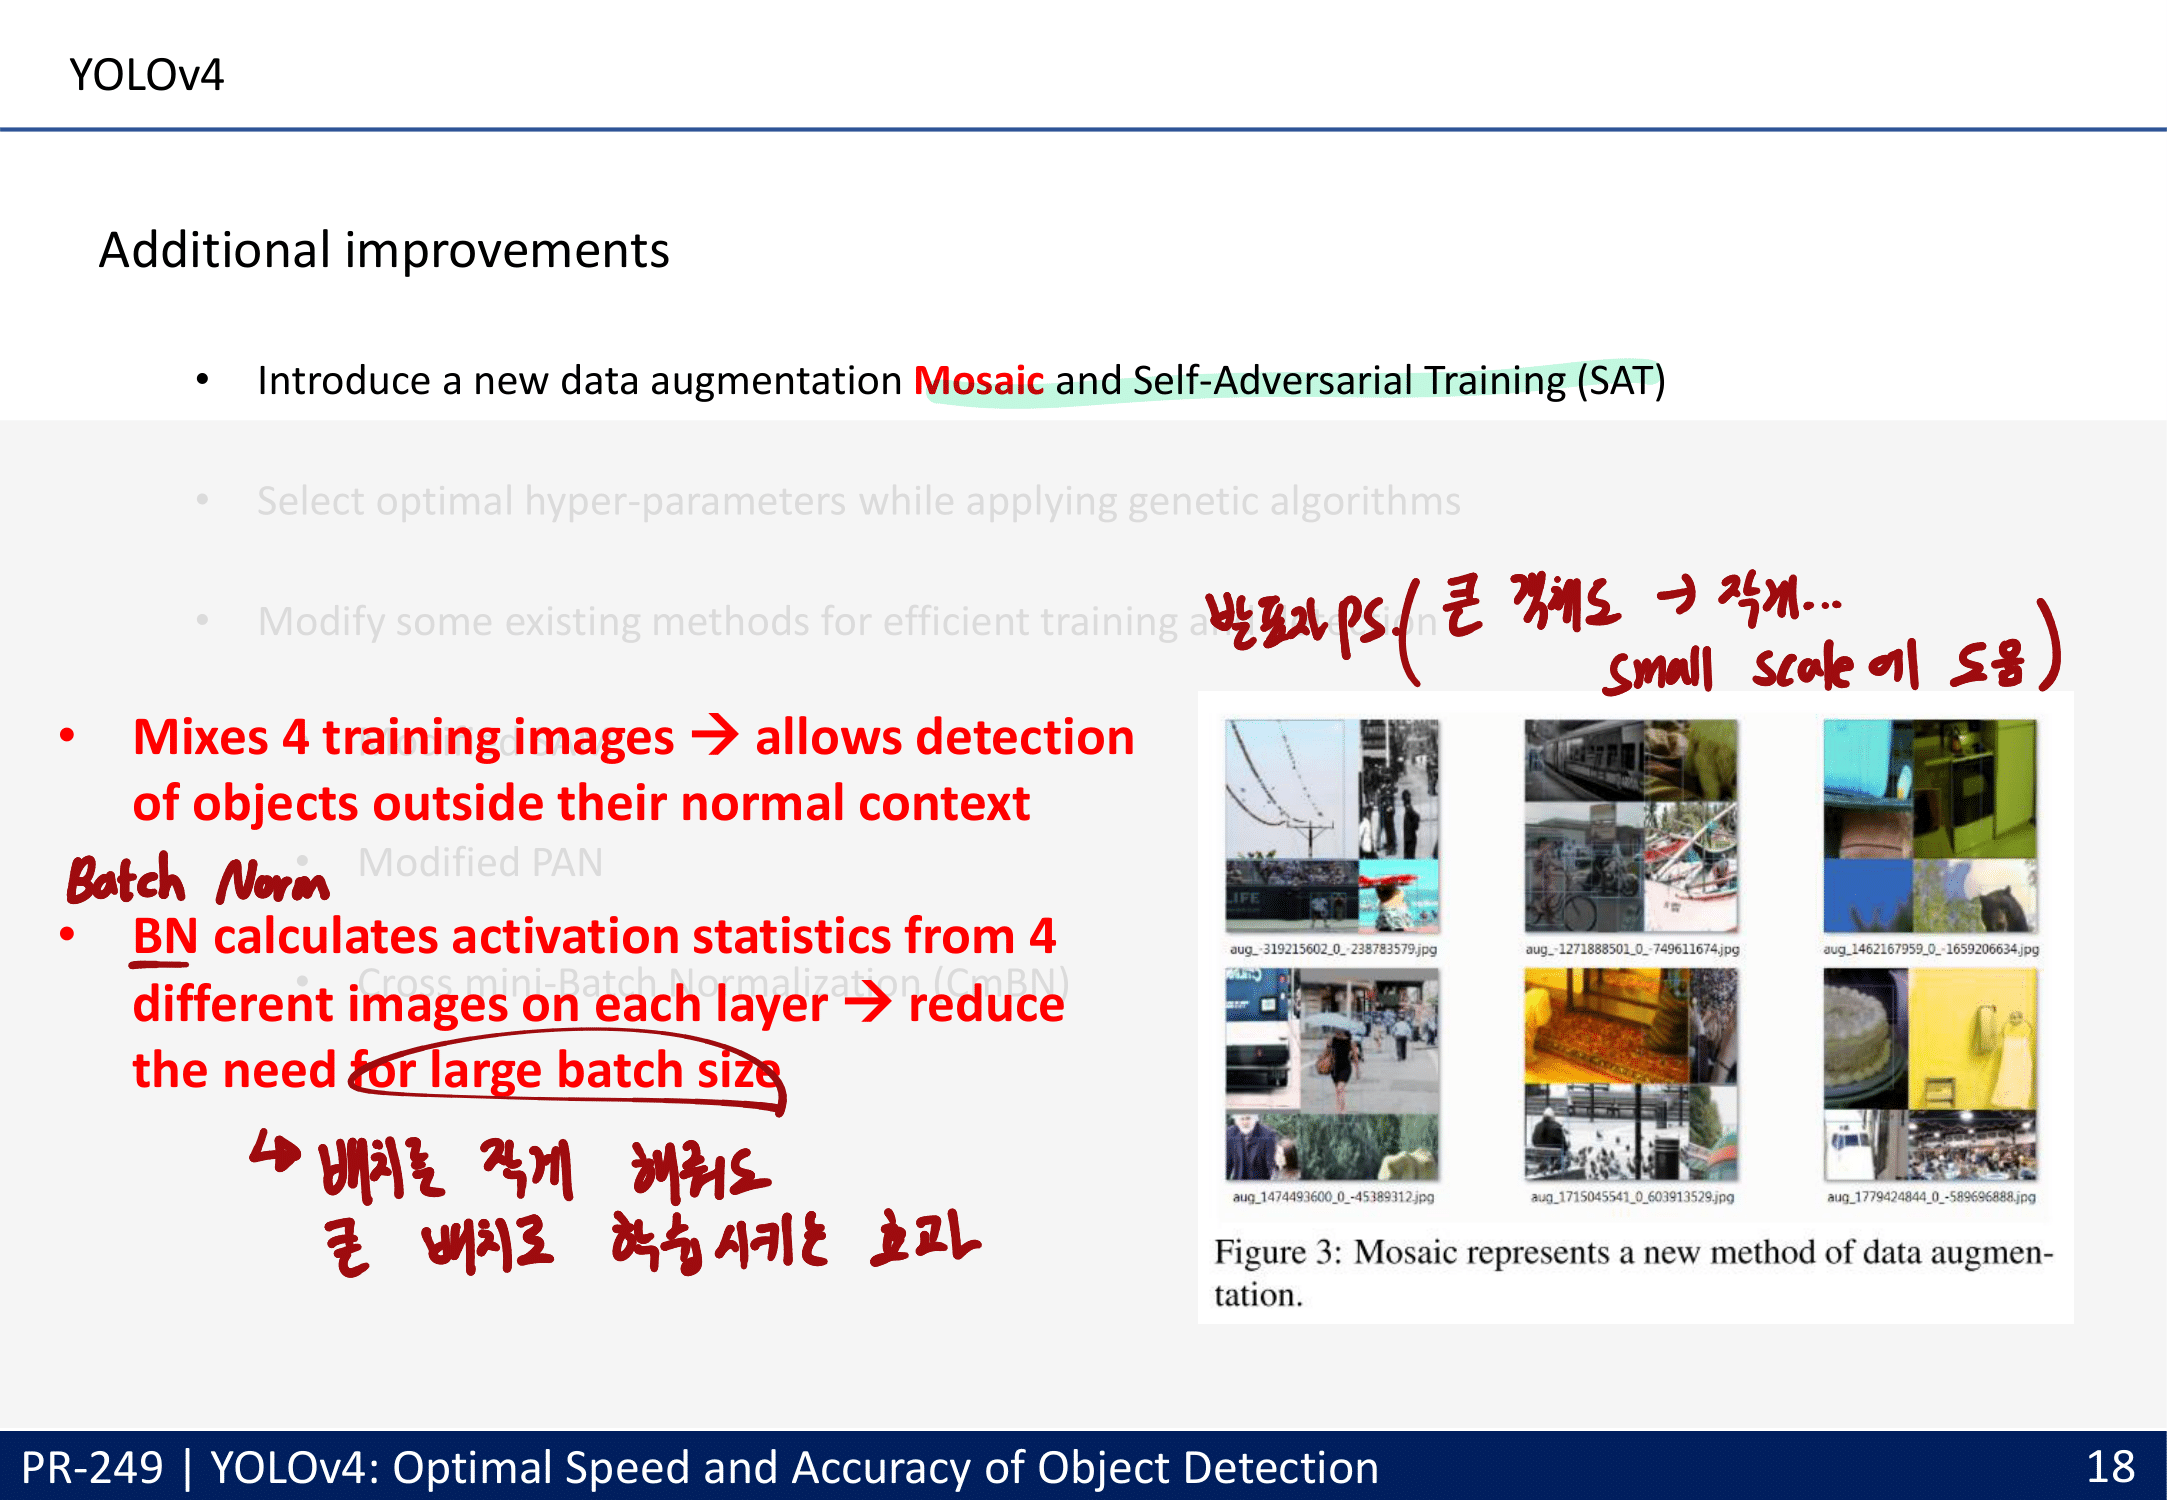 YOLOv4
Additional improvements
• Introduce a new data augmentation Mosaic and Self-Adversarial Training (SAT)
• Select optimal hyper-parameters while applying genetic algorithms
• Modify some existing methods for efficient training and detection
발표자 PS. ( 큰 객체도 → 작게...
small scale에 도움 )
• Mixes 4 training images → allows detection
of objects outside their normal context
• Modified PAN
Batch Norm
• BN calculates activation statistics from 4
• Cross mini-Batch Normalization (CmBN)
different images on each layer → reduce
the need for large batch size
↳ 배치를 작게 해줘도
큰 배치로 학습시키는 효과
LIFE
aug_-319215602_0_-238783579.jpg
aug_-1271888501_0_-749611674.jpg
aug_1462167959_0_-1659206634.jpg
aug_1474493600_0_-45389312.jpg
aug_1715045541_0_603913529.jpg
aug_1779424844_0_-589696888.jpg
Figure 3: Mosaic represents a new method of data augmen-
tation.
PR-249 | YOLOv4: Optimal Speed and Accuracy of Object Detection
18